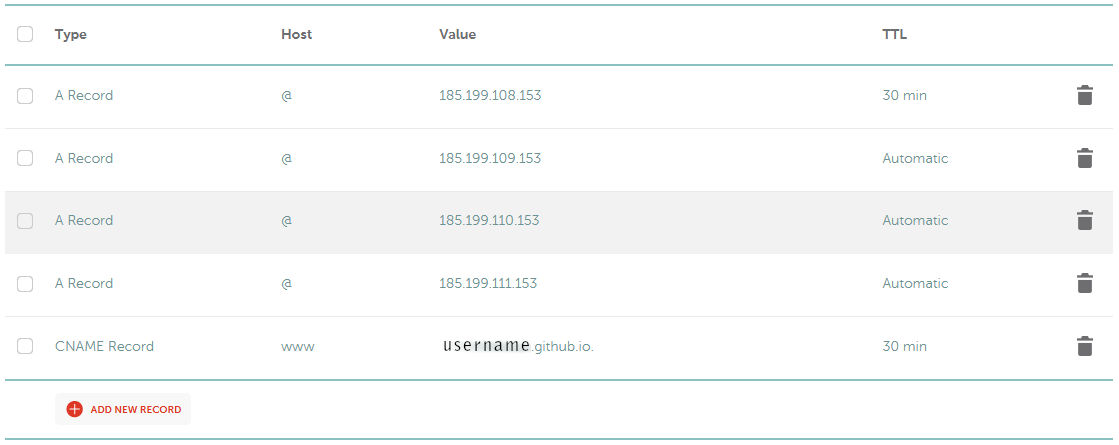 Type Host Value TTL
A Record @ 185.199.108.153 30 min
A Record @ 185.199.109.153 Automatic
A Record @ 185.199.110.153 Automatic
A Record @ 185.199.111.153 Automatic
CNAME Record www username.github.io. 30 min
ADD NEW RECORD